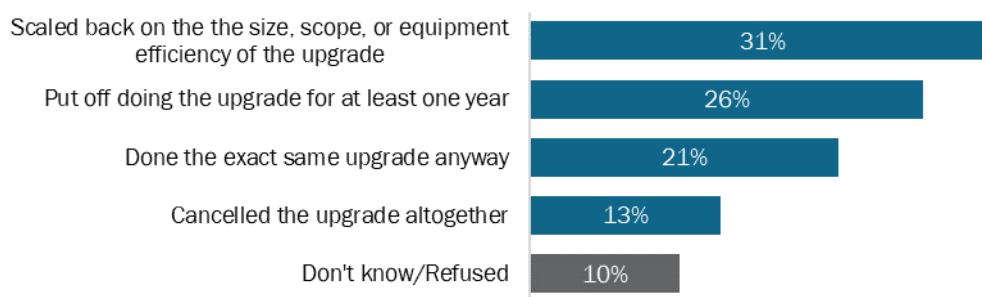 Scaled back on the the size, scope, or equipment
efficiency of the upgrade
31%
Put off doing the upgrade for at least one year
26%
Done the exact same upgrade anyway
21%
Cancelled the upgrade altogether
13%
Don't know/Refused
10%